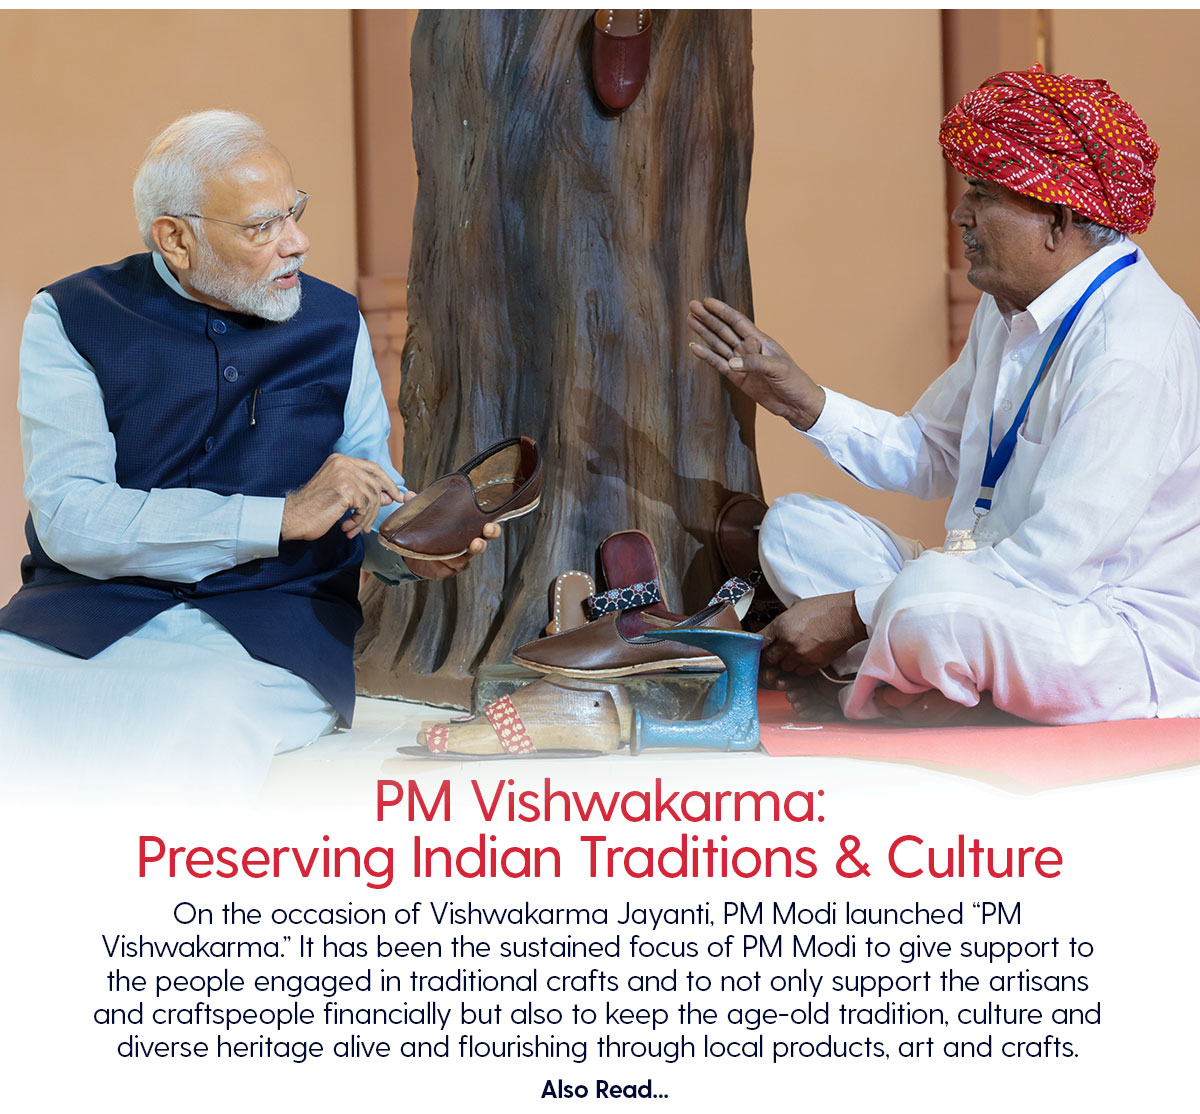 PM Vishwakarma:
Preserving Indian Traditions & Culture
On the occasion of Vishwakarma Jayanti, PM Modi launched “PM
Vishwakarma.” It has been the sustained focus of PM Modi to give support to
the people engaged in traditional crafts and to not only support the artisans
and craftspeople financially but also to keep the age-old tradition, culture and
diverse heritage alive and flourishing through local products, art and crafts.
Also Read...